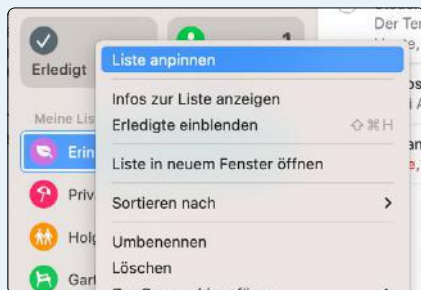 Der Ter
1
Erledigt
Liste anpinnen
Infos zur Liste anzeigen
Meine Lis
Erledigte einblenden ⇧⌘H
Erin
Liste in neuem Fenster öffnen
Priv
Sortieren nach
Holg
Umbenennen
Löschen
Gart